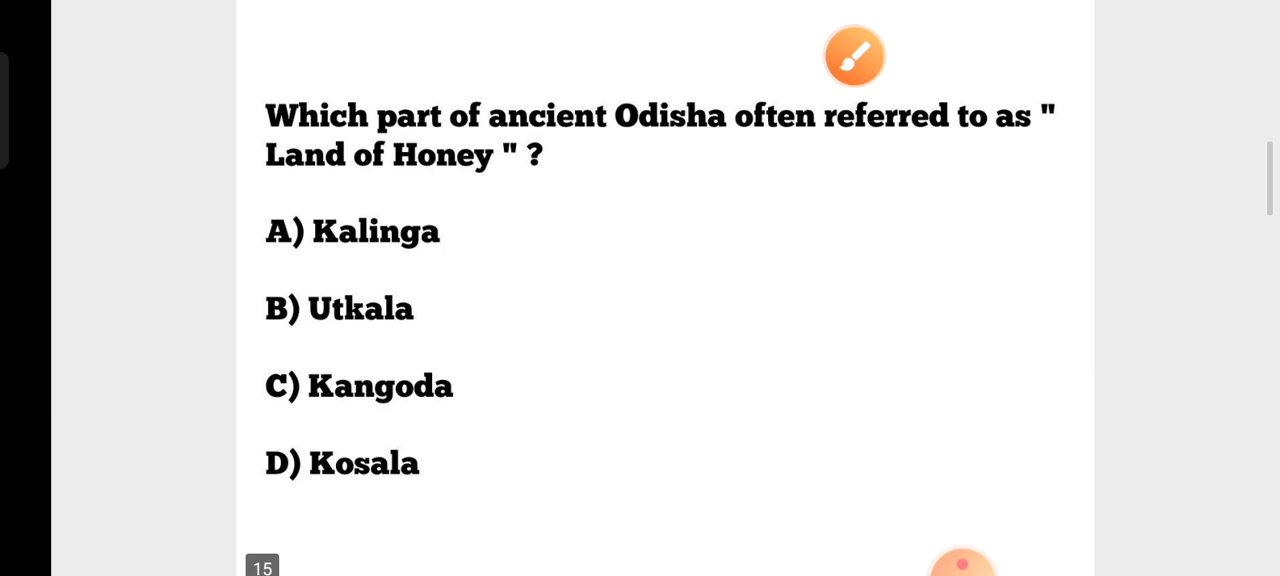 Which part of ancient Odisha often referred to as "
Land of Honey " ?
A) Kalinga
B) Utkala
C) Kangoda
D) Kosala
15